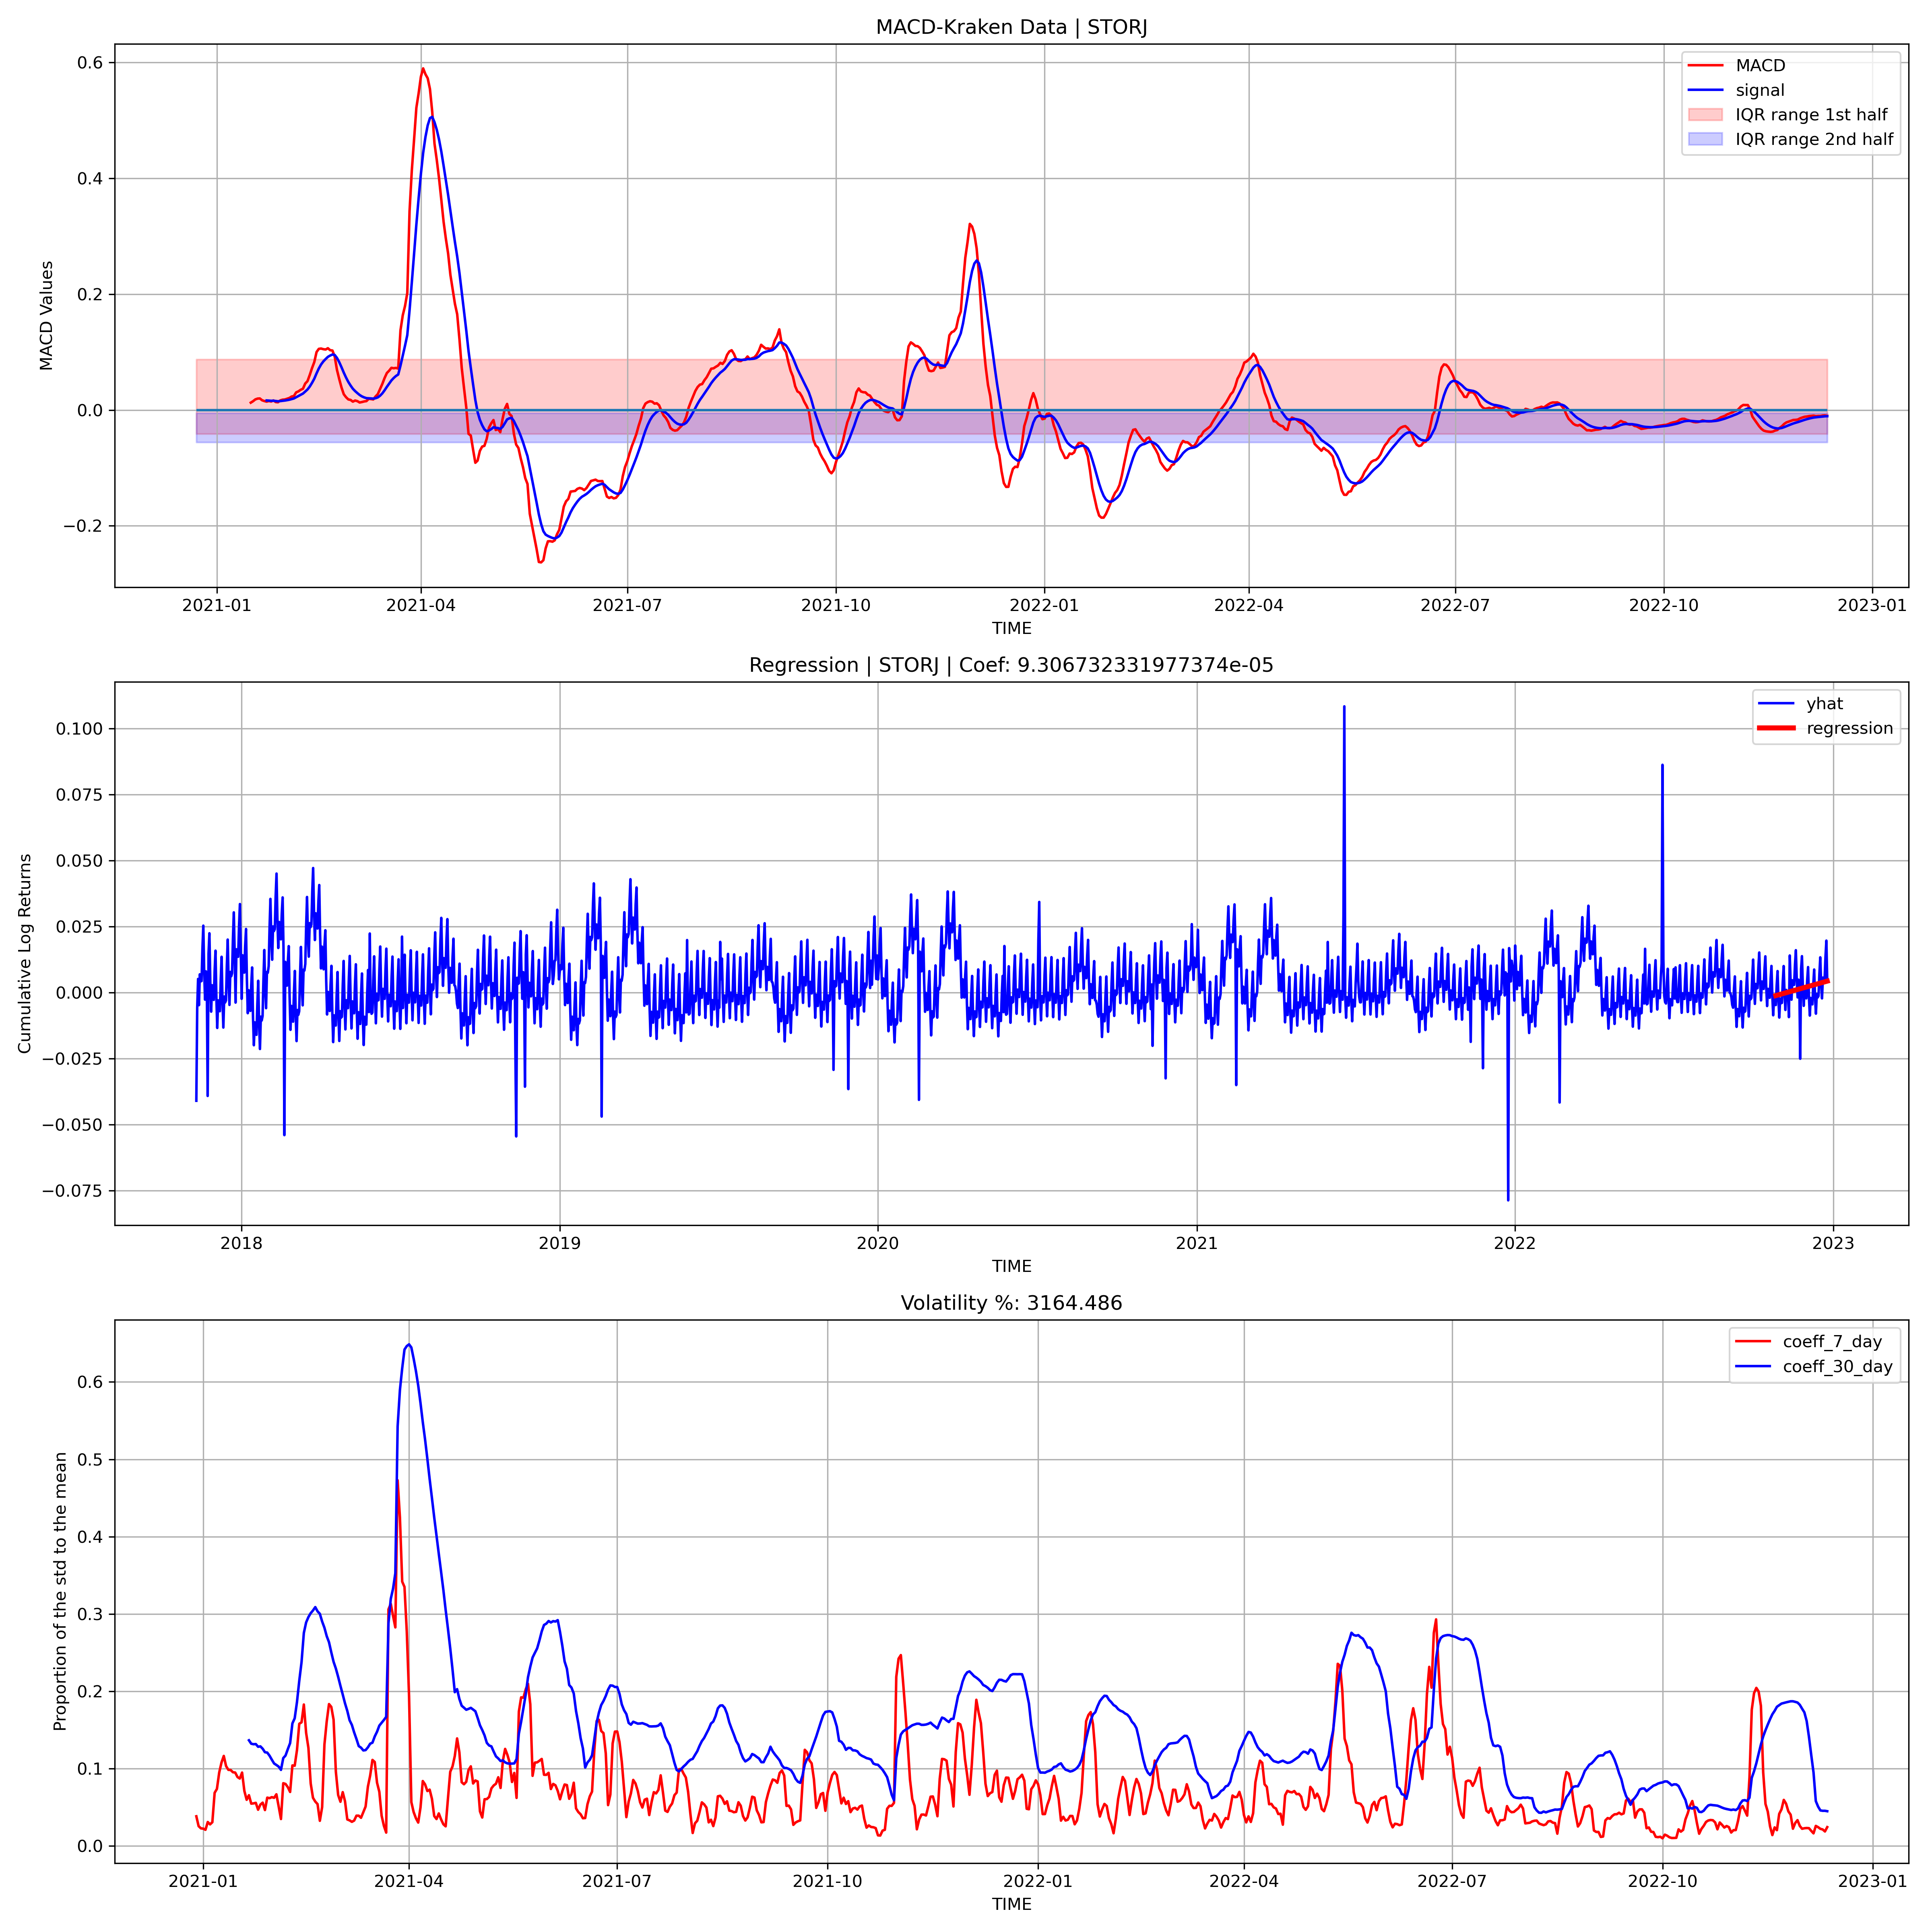 MACD-Kraken Data | STORJ
MACD Values
0.6
0.4
0.2
0.0
−0.2
MACD
signal
IQR range 1st half
IQR range 2nd half
2021-01 2021-04 2021-07 2021-10 2022-01 2022-04 2022-07 2022-10 2023-01
TIME
Regression | STORJ | Coef: 9.306732331977374e-05
Cumulative Log Returns
0.100
0.075
0.050
0.025
0.000
−0.025
−0.050
−0.075
yhat
regression
2018 2019 2020 2021 2022 2023
TIME
Volatility %: 3164.486
Proportion of the std to the mean
0.6
0.5
0.4
0.3
0.2
0.1
0.0
coeff_7_day
coeff_30_day
2021-01 2021-04 2021-07 2021-10 2022-01 2022-04 2022-07 2022-10 2023-01
TIME